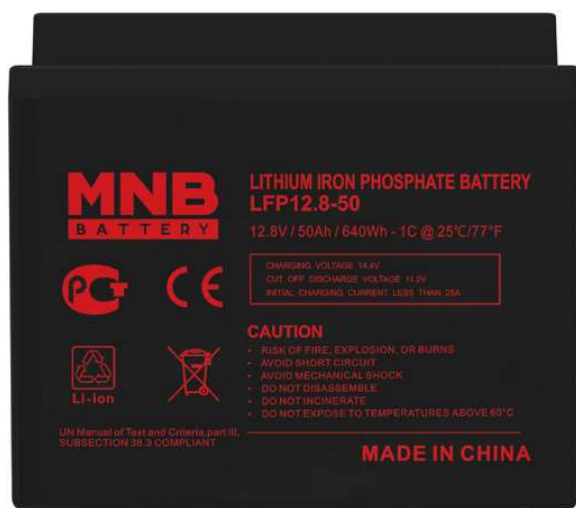 MNB
BATTERY
LITHIUM IRON PHOSPHATE BATTERY
LFP12.8-50
12.8V / 50Ah / 640Wh - 1C @ 25℃/77°F
CHARGING VOLTAGE 14.4V
CUT OFF DISCHARGE VOLTAGE 11.2V
INITIAL CHARGING CURRENT LESS THAN 25A
РСТ
CE
CAUTION
• RISK OF FIRE, EXPLOSION, OR BURNS
• AVOID SHORT CIRCUIT
• AVOID MECHANICAL SHOCK
• DO NOT DISASSEMBLE
• DO NOT INCINERATE
• DO NOT EXPOSE TO TEMPERATURES ABOVE 60°C
Li-ion
UN Manual of Test and Criteria,part III,
SUBSECTION 38.3 COMPLIANT
MADE IN CHINA